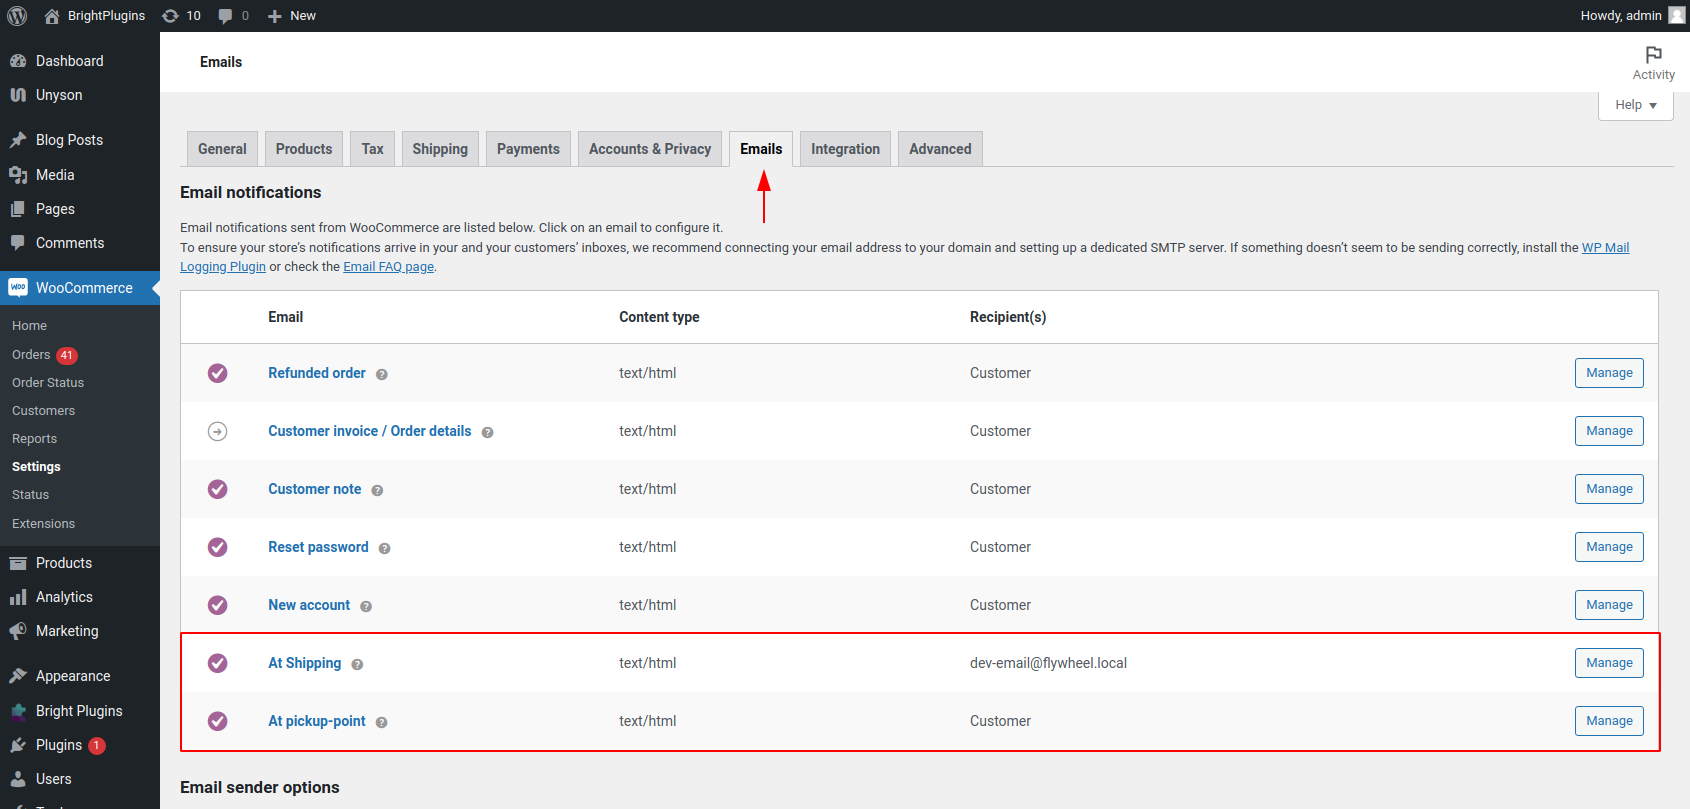 BrightPlugins 10 0 New Howdy, admin
Dashboard
Unyson
Blog Posts
Media
Pages
Comments
WooCommerce
Home
Orders 41
Order Status
Customers
Reports
Settings
Status
Extensions
Products
Analytics
Marketing
Appearance
Bright Plugins
Plugins 1
Users
Emails
Activity
Help
General Products Tax Shipping Payments Accounts & Privacy Emails Integration Advanced
Email notifications
Email notifications sent from WooCommerce are listed below. Click on an email to configure it.
To ensure your store's notifications arrive in your and your customers' inboxes, we recommend connecting your email address to your domain and setting up a dedicated SMTP server. If something doesn't seem to be sending correctly, install the WP Mail
Logging Plugin or check the Email FAQ page.
Email Content type Recipient(s)
Refunded order ? text/html Customer Manage
Customer invoice / Order details ? text/html Customer Manage
Customer note ? text/html Customer Manage
Reset password ? text/html Customer Manage
New account ? text/html Customer Manage
At Shipping ? text/html dev-email@flywheel.local Manage
At pickup-point ? text/html Customer Manage
Email sender options